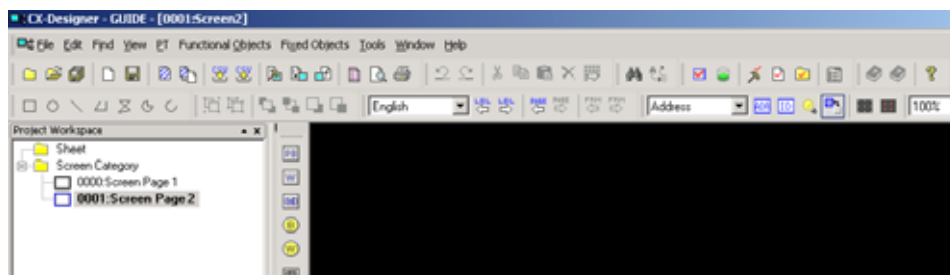 CX-Designer - GUIDE - [0001:Screen2]
File Edit Find View PT Functional Objects Fixed Objects Tools Window Help
English Address 100%
Project Workspace
Sheet
Screen Category
0000:Screen Page 1
0001:Screen Page 2
PB
W
W